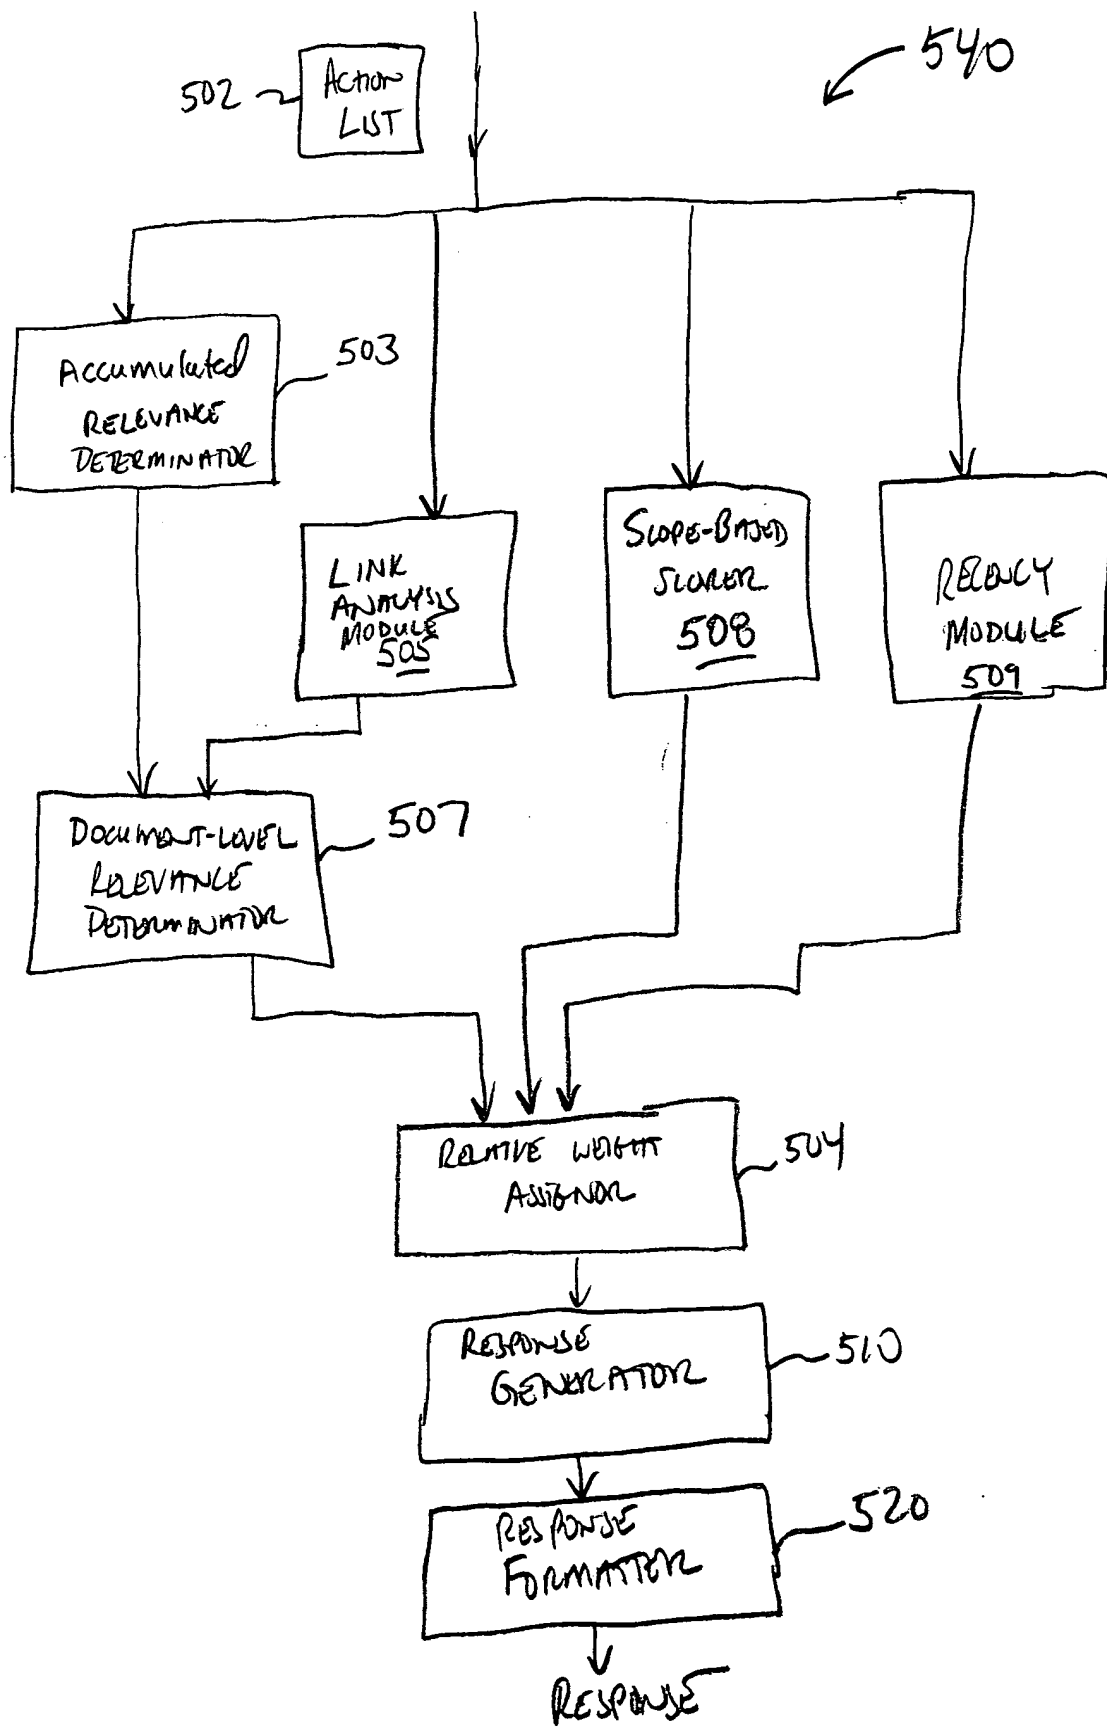 540
502
ACTION
LIST
Accumulated
RELEVANCE
DETERMINATOR
503
LINK
ANALYSIS
MODULE
505
SCOPE-BASED
SCORER
508
RECENCY
MODULE
509
DOCUMENT-LEVEL
RELEVANCE
DETERMINATOR
507
RELATIVE WEIGHT
ASSIGNOR
504
RESPONSE
GENERATOR
510
RESPONSE
FORMATTER
520
RESPONSE